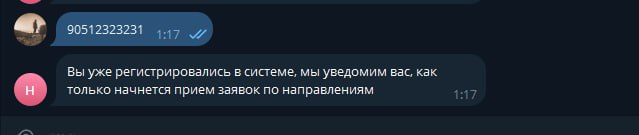 90512323231
1:17
Вы уже регистрировались в системе, мы уведомим вас, как
только начнется прием заявок по направлениям
1:17
Н